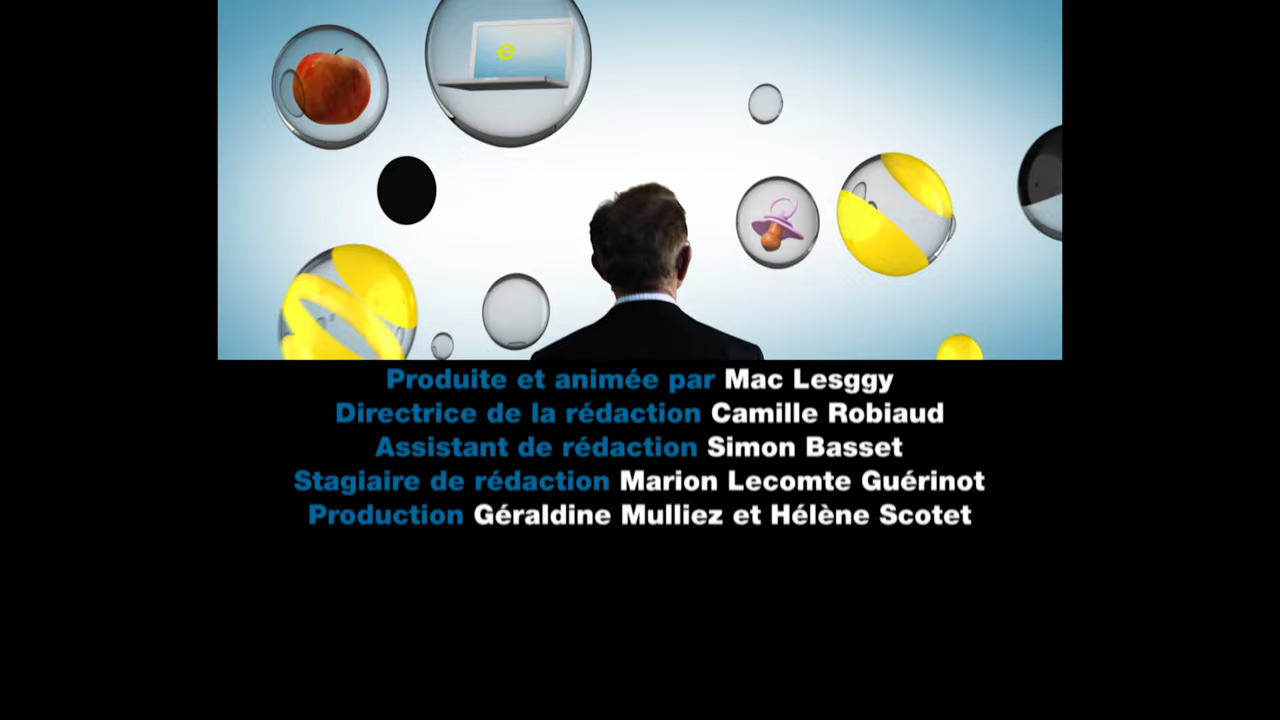 e
Produite et animée par Mac Lesggy
Directrice de la rédaction Camille Robiaud
Assistant de rédaction Simon Basset
Stagiaire de rédaction Marion Lecomte Guérinot
Production Géraldine Mulliez et Hélène Scotet